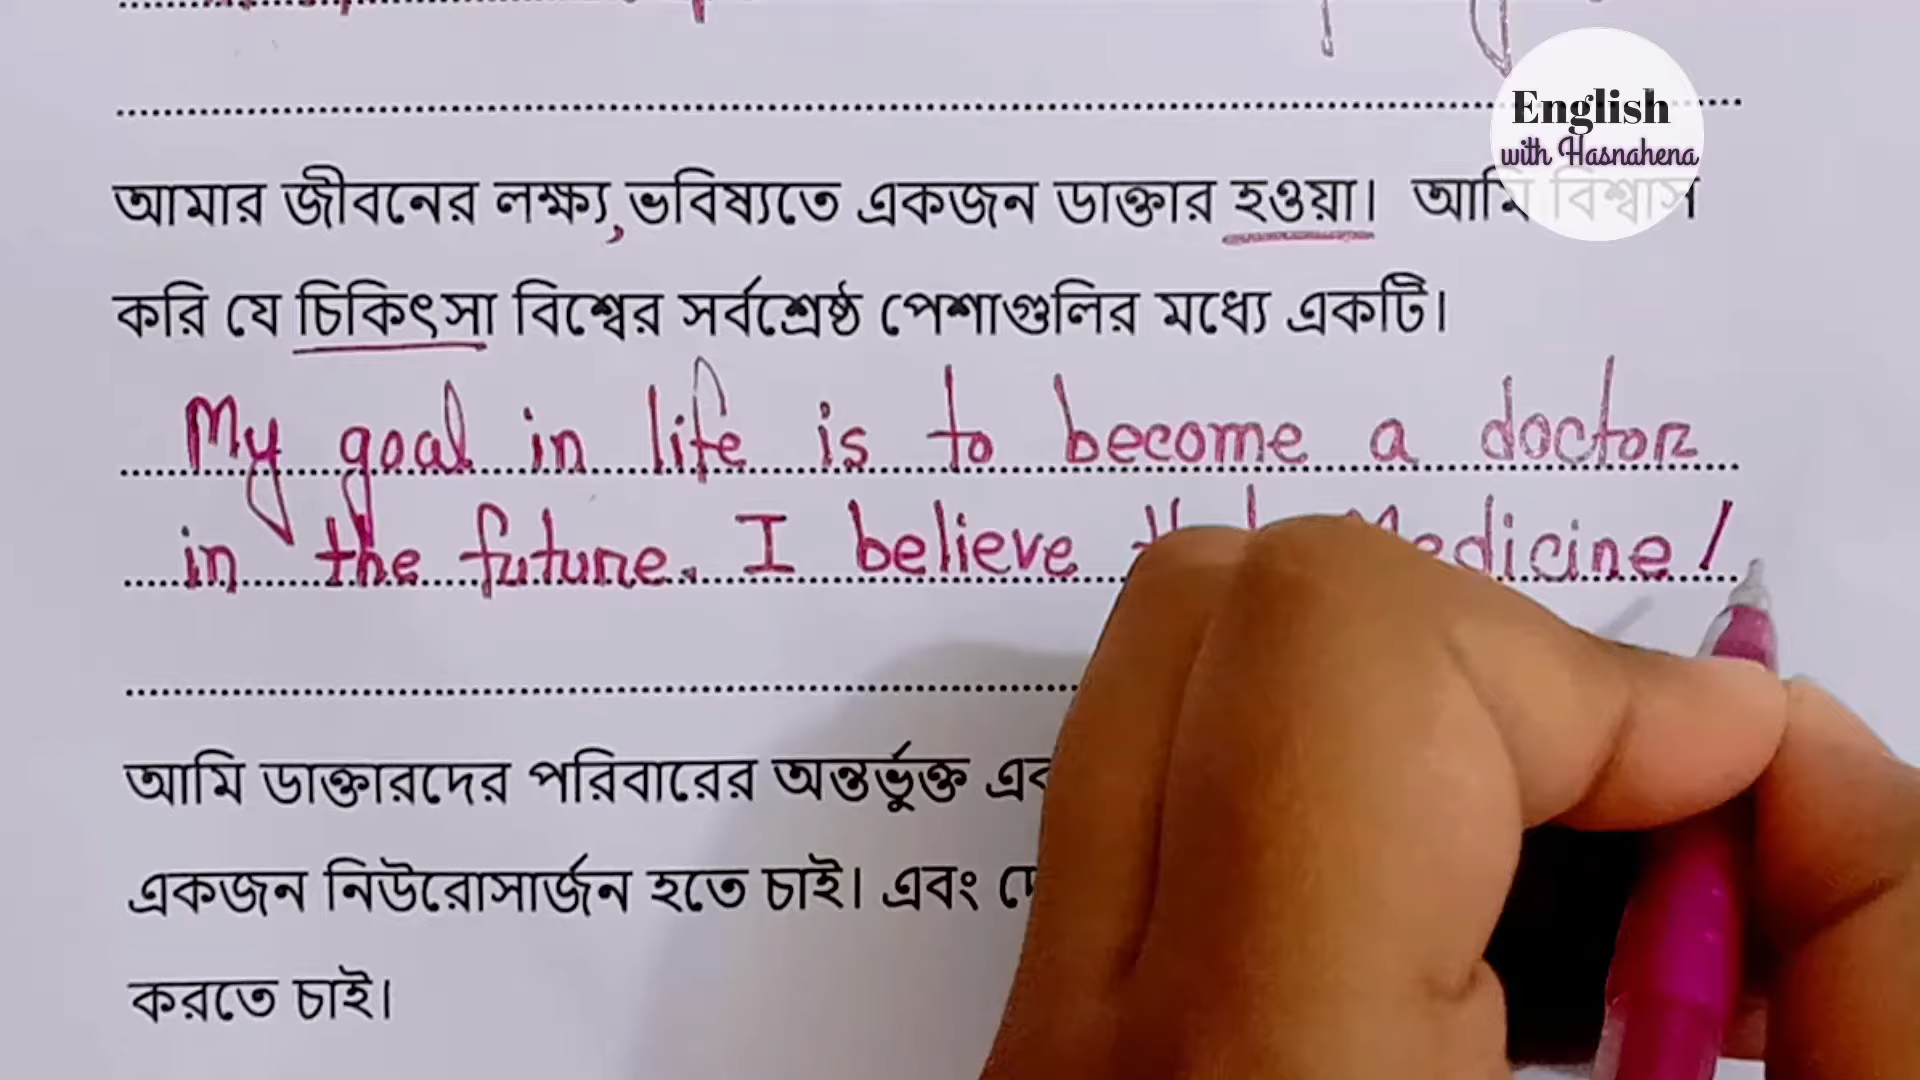 English
with Hasnahena
আমার জীবনের লক্ষ্য, ভবিষ্যতে একজন ডাক্তার হওয়া। আমি বিশ্বাস
করি যে চিকিৎসা বিশ্বের সর্বশ্রেষ্ঠ পেশাগুলির মধ্যে একটি।
My goal in life is to become a doctor
in the future. I believe Medicine /
আমি ডাক্তারদের পরিবারের অন্তর্ভুক্ত
একজন নিউরোসার্জন হতে চাই। এবং
করতে চাই।